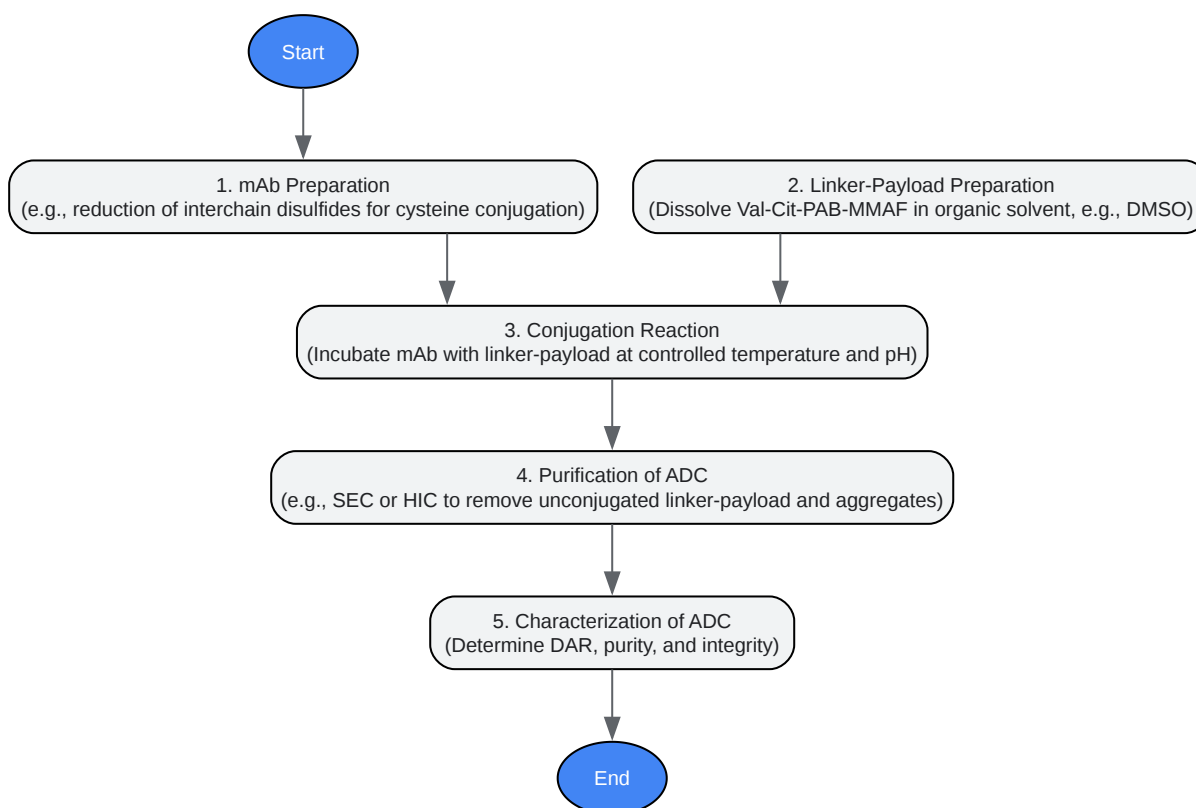 Start
1. mAb Preparation
(e.g., reduction of interchain disulfides for cysteine conjugation)
2. Linker-Payload Preparation
(Dissolve Val-Cit-PAB-MMAF in organic solvent, e.g., DMSO)
3. Conjugation Reaction
(Incubate mAb with linker-payload at controlled temperature and pH)
4. Purification of ADC
(e.g., SEC or HIC to remove unconjugated linker-payload and aggregates)
5. Characterization of ADC
(Determine DAR, purity, and integrity)
End